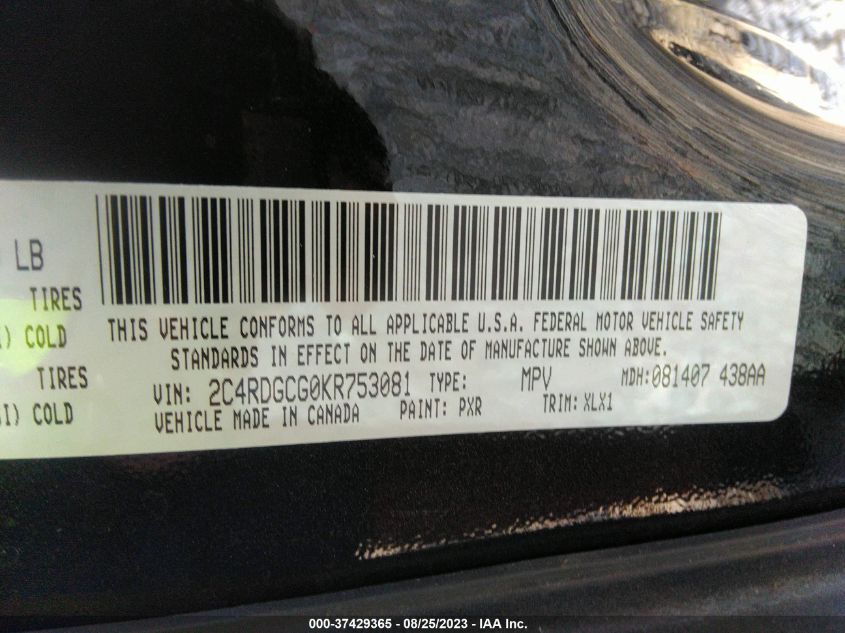 LB
TIRES
I) COLD
TIRES
SI) COLD
THIS VEHICLE CONFORMS TO ALL APPLICABLE U.S.A. FEDERAL MOTOR VEHICLE SAFETY
STANDARDS IN EFFECT ON THE DATE OF MANUFACTURE SHOWN ABOVE.
VIN: 2C4RDGCG0KR753081 TYPE: MPV MDH:081407 438AA
VEHICLE MADE IN CANADA PAINT: PXR TRIM: XLX1
000-37429365 - 08/25/2023 - IAA Inc.